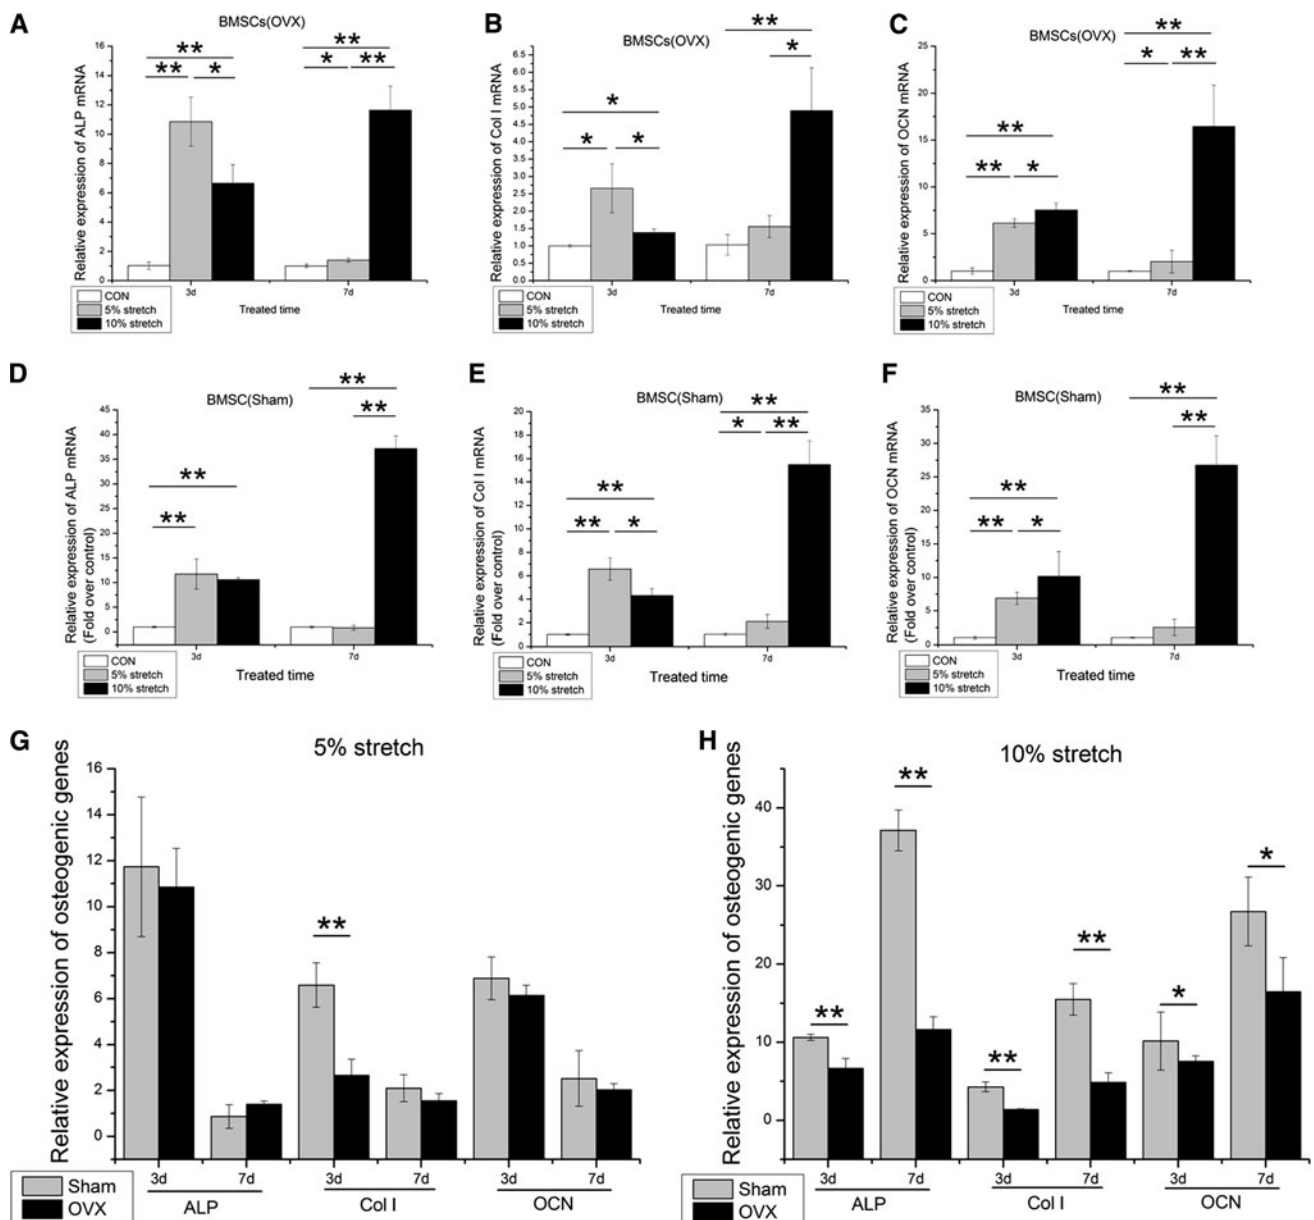 A
BMSCs(OVX)
Relative expression of ALP mRNA
16
14
12
10
8
6
4
2
0
** 
** *
**
* **
3d 7d
Treated time
CON
5% stretch
10% stretch
B
BMSCs(OVX)
Relative expression of Col I mRNA
6.5
6.0
5.5
5.0
4.5
4.0
3.5
3.0
2.5
2.0
1.5
1.0
0.5
0.0
*
* *
**
*
3d 7d
Treated time
CON
5% stretch
10% stretch
C
BMSCs(OVX)
Relative expression of OCN mRNA
25
20
15
10
5
0
**
** *
**
* **
3d 7d
Treated time
CON
5% stretch
10% stretch
D
BMSC(Sham)
Relative expression of ALP mRNA
(Fold over control)
45
40
35
30
25
20
15
10
5
0
**
**
**
**
3d 7d
Treated time
CON
5% stretch
10% stretch
E
BMSC(Sham)
Relative expression of Col I mRNA
(Fold over control)
20
18
16
14
12
10
8
6
4
2
0
**
** *
**
* **
3d 7d
Treated time
CON
5% stretch
10% stretch
F
BMSC(Sham)
Relative expression of OCN mRNA
(Fold over control)
35
30
25
20
15
10
5
0
**
** *
**
**
3d 7d
Treated time
CON
5% stretch
10% stretch
G
5% stretch
Relative expression of osteogenic genes
16
14
12
10
8
6
4
2
0
**
3d 7d 3d 7d 3d 7d
ALP Col I OCN
Sham
OVX
H
10% stretch
Relative expression of osteogenic genes
40
30
20
10
0
**
**
**
**
*
*
3d 7d 3d 7d 3d 7d
ALP Col I OCN
Sham
OVX